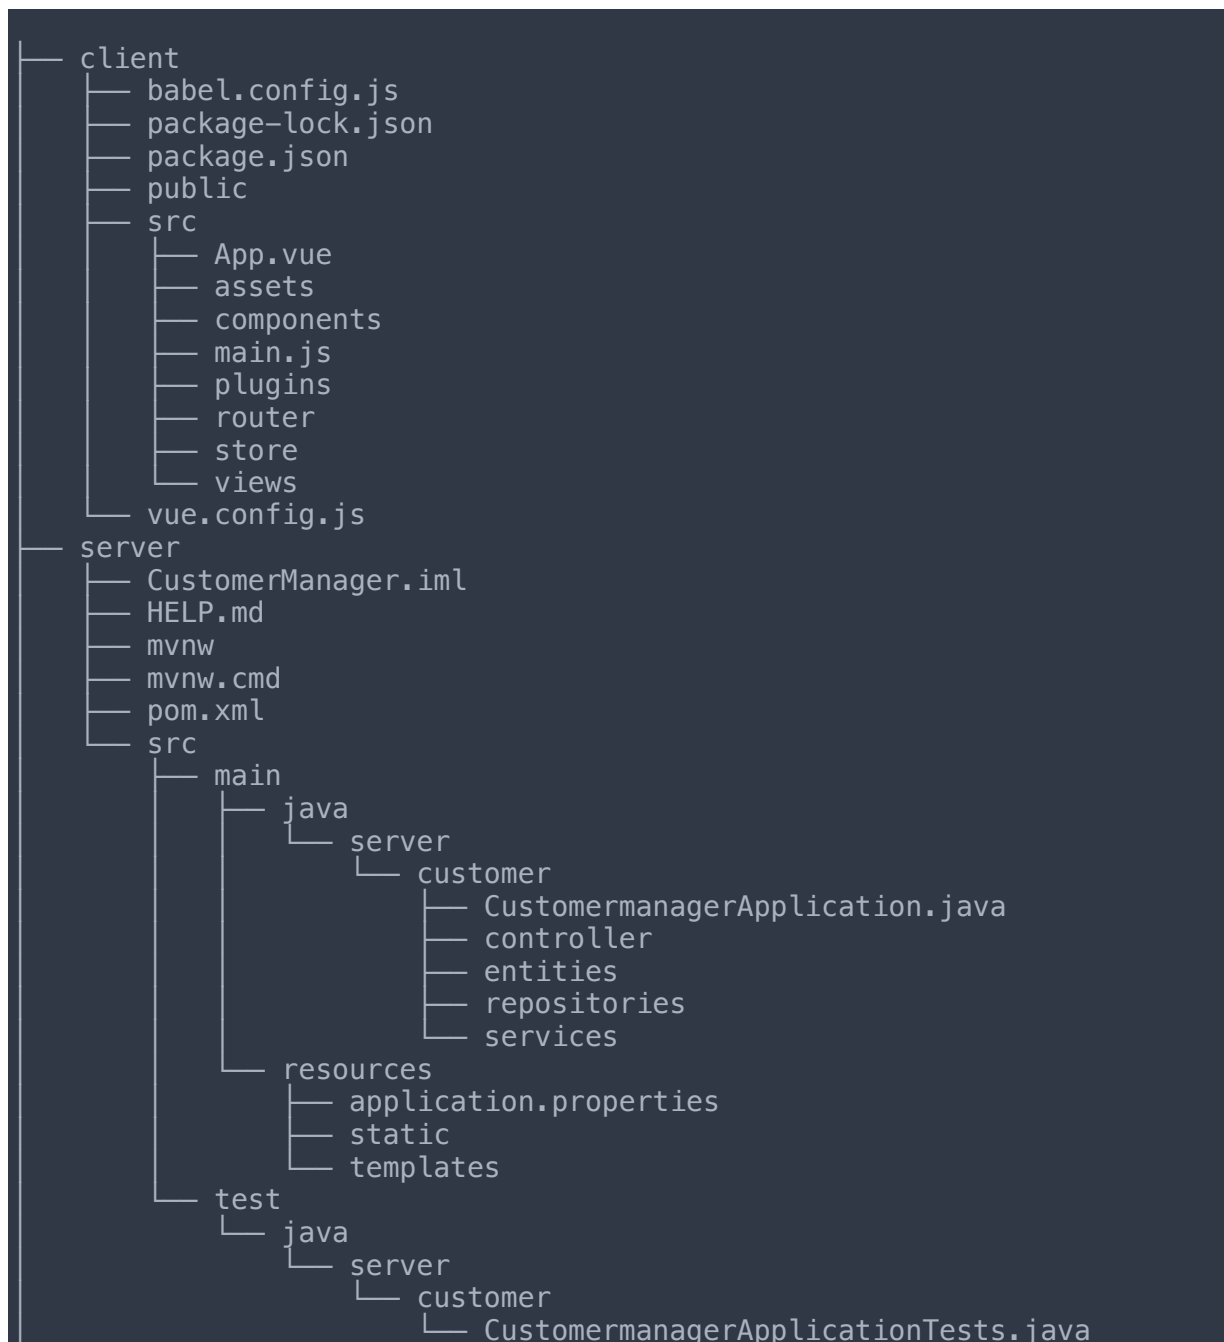 ├── client
│   ├── babel.config.js
│   ├── package-lock.json
│   ├── package.json
│   ├── public
│   ├── src
│   │   ├── App.vue
│   │   ├── assets
│   │   ├── components
│   │   ├── main.js
│   │   ├── plugins
│   │   ├── router
│   │   ├── store
│   │   └── views
│   └── vue.config.js
├── server
│   ├── CustomerManager.iml
│   ├── HELP.md
│   ├── mvnw
│   ├── mvnw.cmd
│   ├── pom.xml
│   └── src
│       ├── main
│       │   ├── java
│       │   │   └── server
│       │   │       └── customer
│       │   │           ├── CustomermanagerApplication.java
│       │   │           ├── controller
│       │   │           ├── entities
│       │   │           ├── repositories
│       │   │           └── services
│       │   └── resources
│       │       ├── application.properties
│       │       ├── static
│       │       └── templates
│       └── test
│           └── java
│               └── server
│                   └── customer
│                       └── CustomermanagerApplicationTests.java